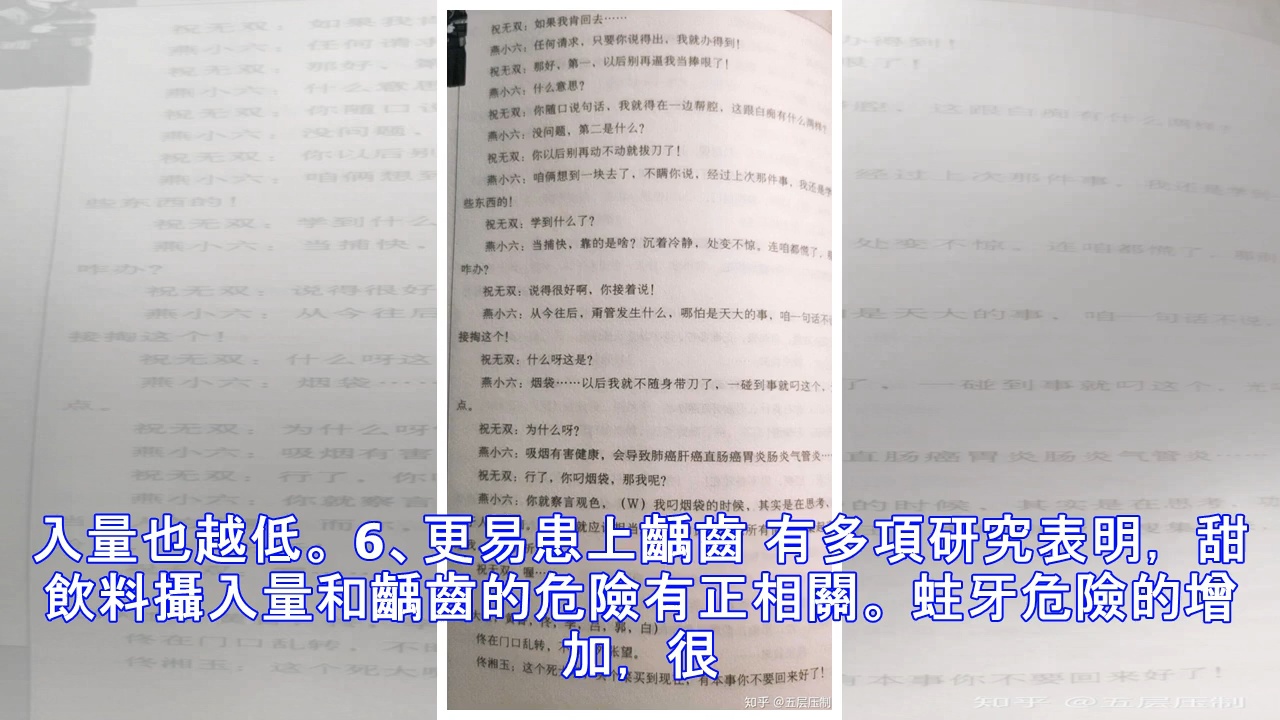 祝无双：如果我肯回去……
燕小六：任何请求，只要你说得出，我就办得到！
祝无双：那好、第一、以后别再逼我当捧哏了！
燕小六：什么意思？
祝无双：你随口说句话，我就得在一边帮腔，这跟白痴有什么两样？
燕小六：没问题，第二是什么？
祝无双：你以后别再动不动就拔刀了！
燕小六：咱俩想到一块去了，不瞒你说，经过上次那件事，我还是学
些东西的！
祝无双：学到什么了？
燕小六：当捕快，靠的是啥？沉着冷静，处变不惊。连咱都慌了，
咋办？
祝无双：说得很好啊，你接着说！
燕小六：从今往后，甭管发生什么，哪怕是天大的事，咱一句话不
接掏这个！
祝无双：什么呀这是？
燕小六：烟袋……以后我就不随身带刀了，一碰到事就叼这个，
点。
祝无双：为什么呀？
燕小六：吸烟有害健康，会导致肺癌肝癌直肠癌胃炎肠炎气管炎……
祝无双：行了，你叼烟袋，那我呢？
燕小六：你就察言观色，（W）我叼烟袋的时候，其实是在思考、
入量也越低。6、更易患上齲齒 有多項研究表明，甜
飲料攝入量和齲齒的危險有正相關。蛀牙危險的增
加，很
祝无双：喔…
佟在门口乱转，
张望。
佟湘玉：这个死
买到现在，有本事你不要回来好了！
知乎 @五层压制